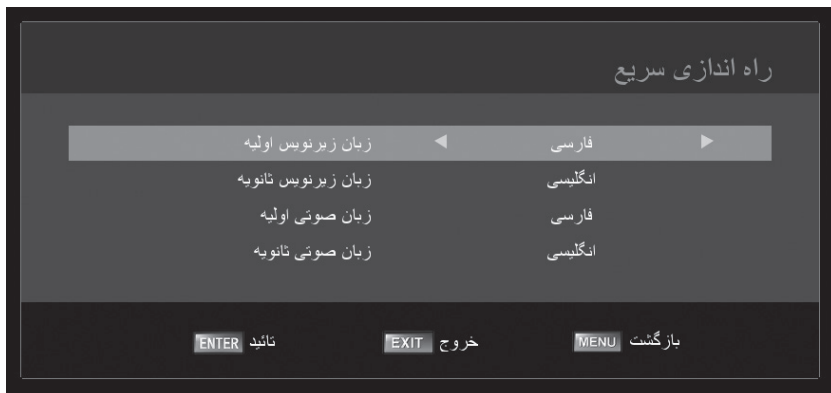 راه اندازی سریع
زبان زیرنویس اولیه فارسی
زبان زیرنویس ثانویه انگلیسی
زبان صوتی اولیه فارسی
زبان صوتی ثانویه انگلیسی
بازگشت MENU خروج EXIT تائید ENTER